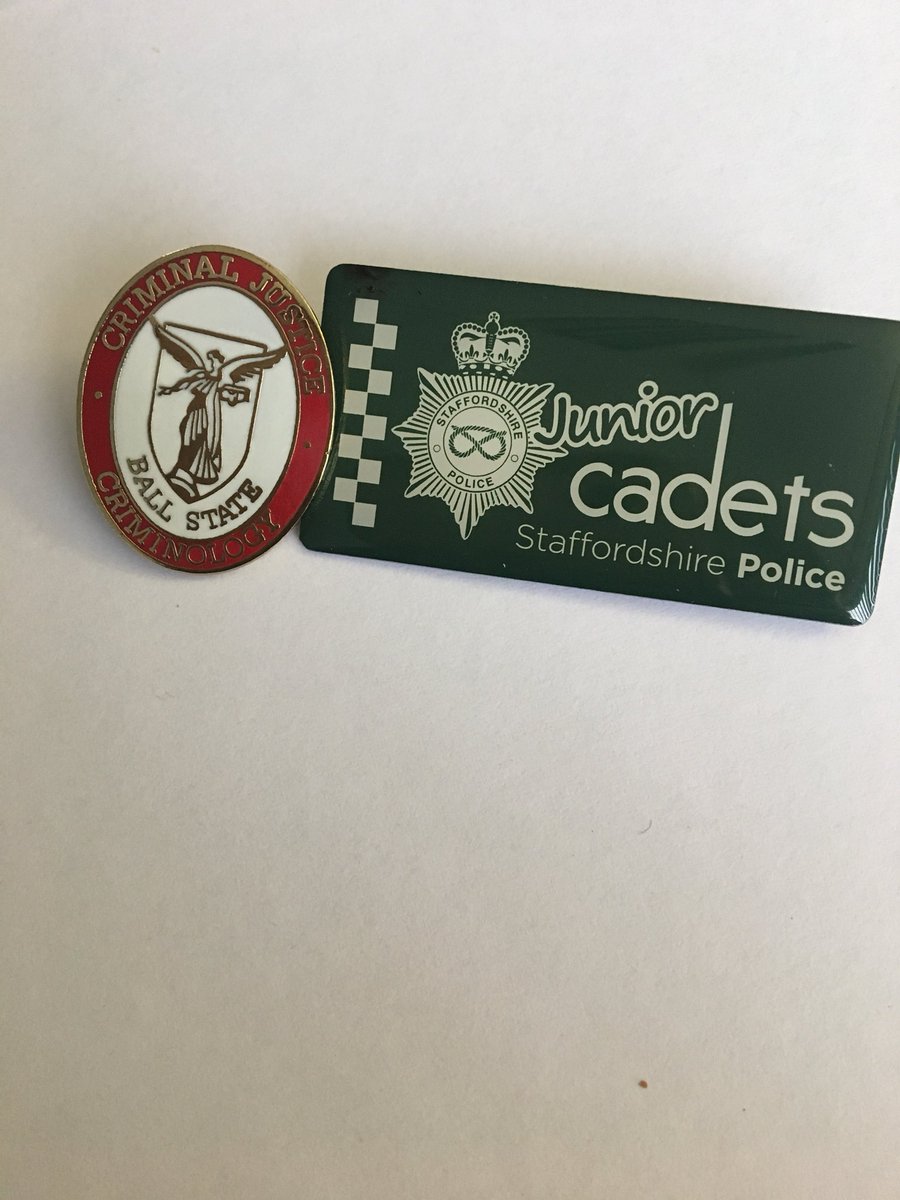 CRIMINAL JUSTICE
BALL STATE
CRIMINOLOGY
STAFFORDSHIRE
POLICE
Junior
cadets
Staffordshire Police